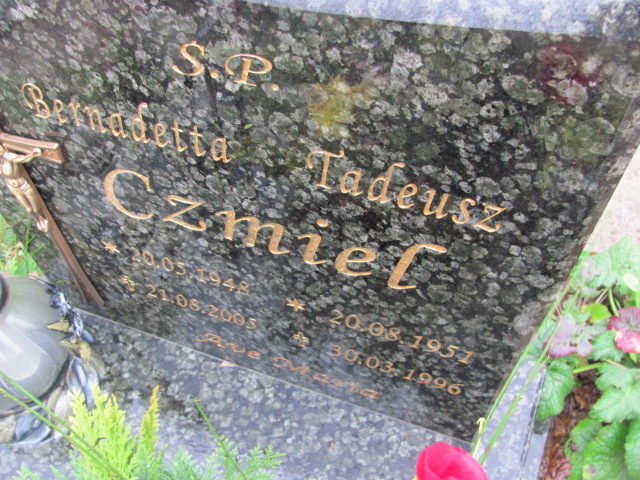 S.P.
Bernadetta Tadeusz
Czmiel
* 20.05.1948 * 20.08.1951
✝ 21.08.2005 ✝ 30.03.1996
Ave Maria